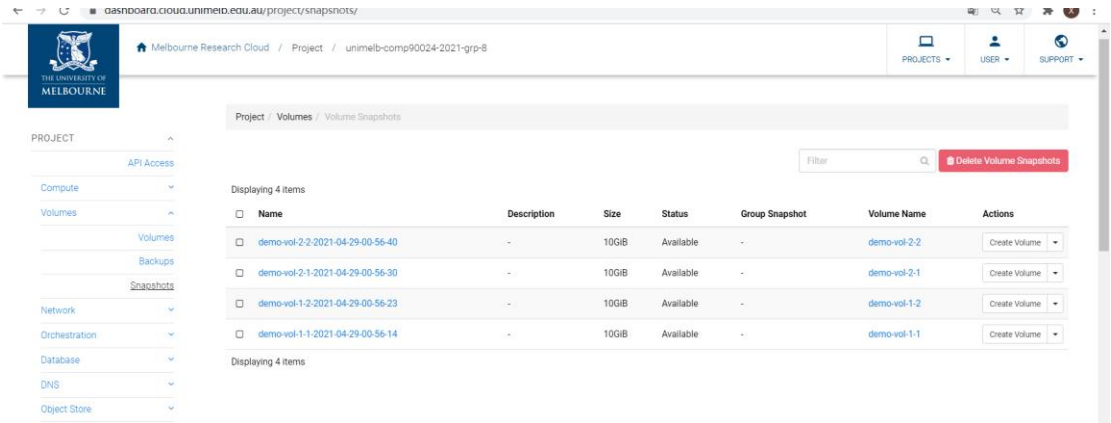 dashboard.cloud.unimelb.edu.au/project/snapshots/
X
THE UNIVERSITY OF
MELBOURNE
Melbourne Research Cloud / Project / unimelb-comp90024-2021-grp-8
PROJECTS
USER
SUPPORT
Project / Volumes / Volume Snapshots
PROJECT
API Access
Compute
Volumes
Volumes
Backups
Snapshots
Network
Orchestration
Database
DNS
Object Store
Filter
Delete Volume Snapshots
Displaying 4 items
Name Description Size Status Group Snapshot Volume Name Actions
demo-vol-2-2-2021-04-29-00-56-40 - 10GiB Available - demo-vol-2-2 Create Volume
demo-vol-2-1-2021-04-29-00-56-30 - 10GiB Available - demo-vol-2-1 Create Volume
demo-vol-1-2-2021-04-29-00-56-23 - 10GiB Available - demo-vol-1-2 Create Volume
demo-vol-1-1-2021-04-29-00-56-14 - 10GiB Available - demo-vol-1-1 Create Volume
Displaying 4 items